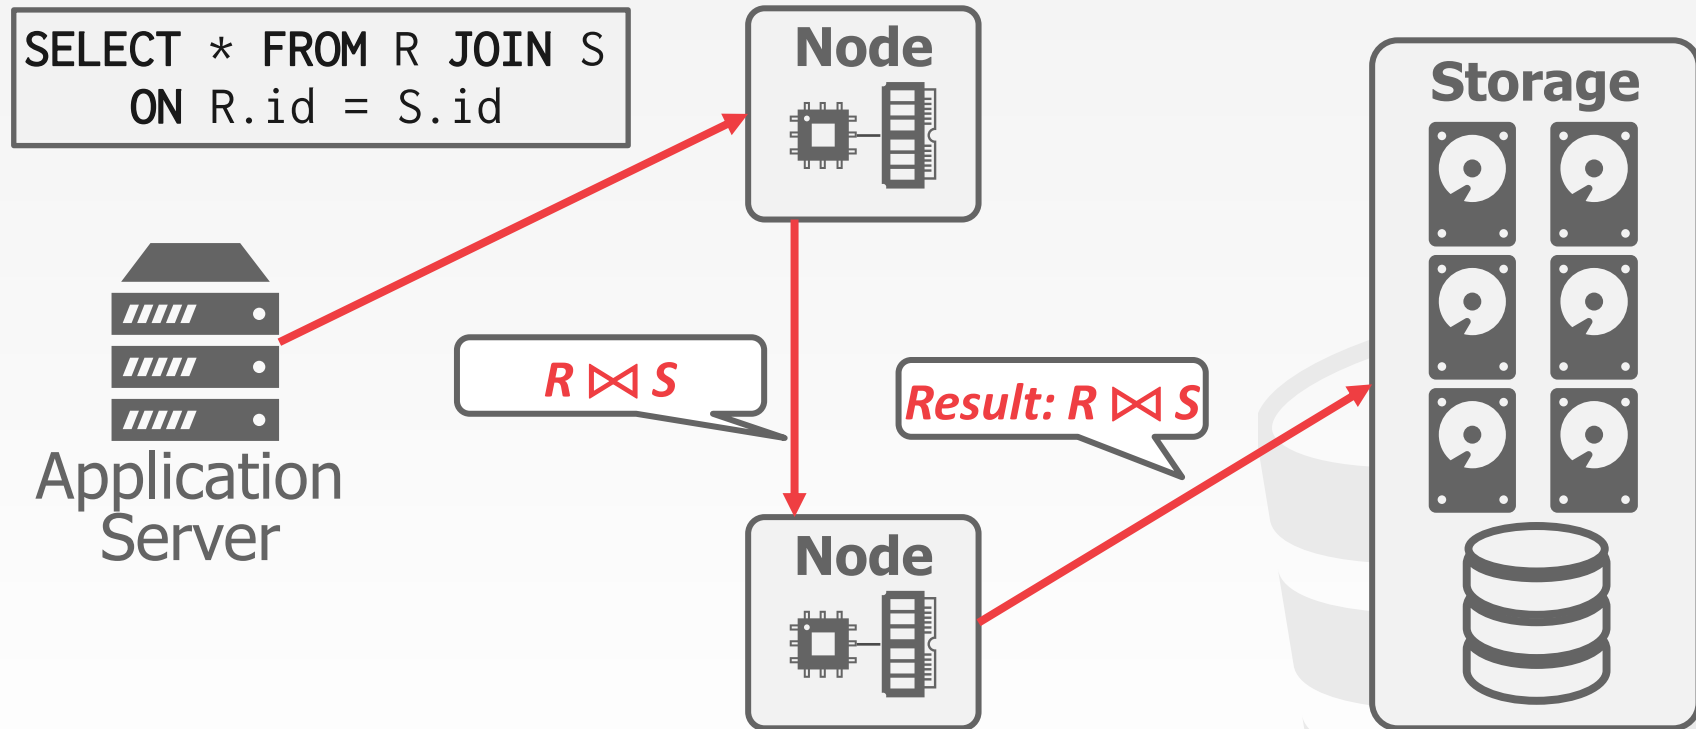 SELECT * FROM R JOIN S
ON R.id = S.id
Node
Storage
R ⋈ S
Result: R ⋈ S
Application
Server
Node